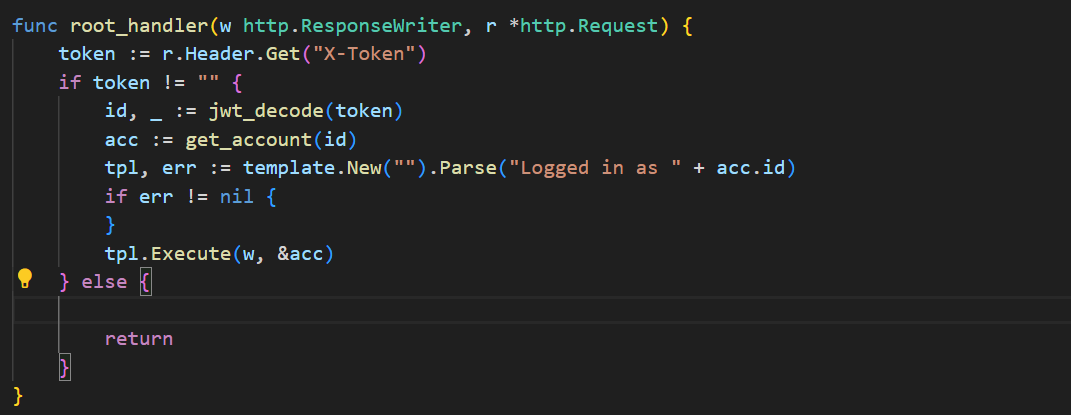 func root_handler(w http.ResponseWriter, r *http.Request) {
    token := r.Header.Get("X-Token")
    if token != "" {
        id, _ := jwt_decode(token)
        acc := get_account(id)
        tpl, err := template.New("").Parse("Logged in as " + acc.id)
        if err != nil {
        }
        tpl.Execute(w, &acc)
    } else {
        return
    }
}